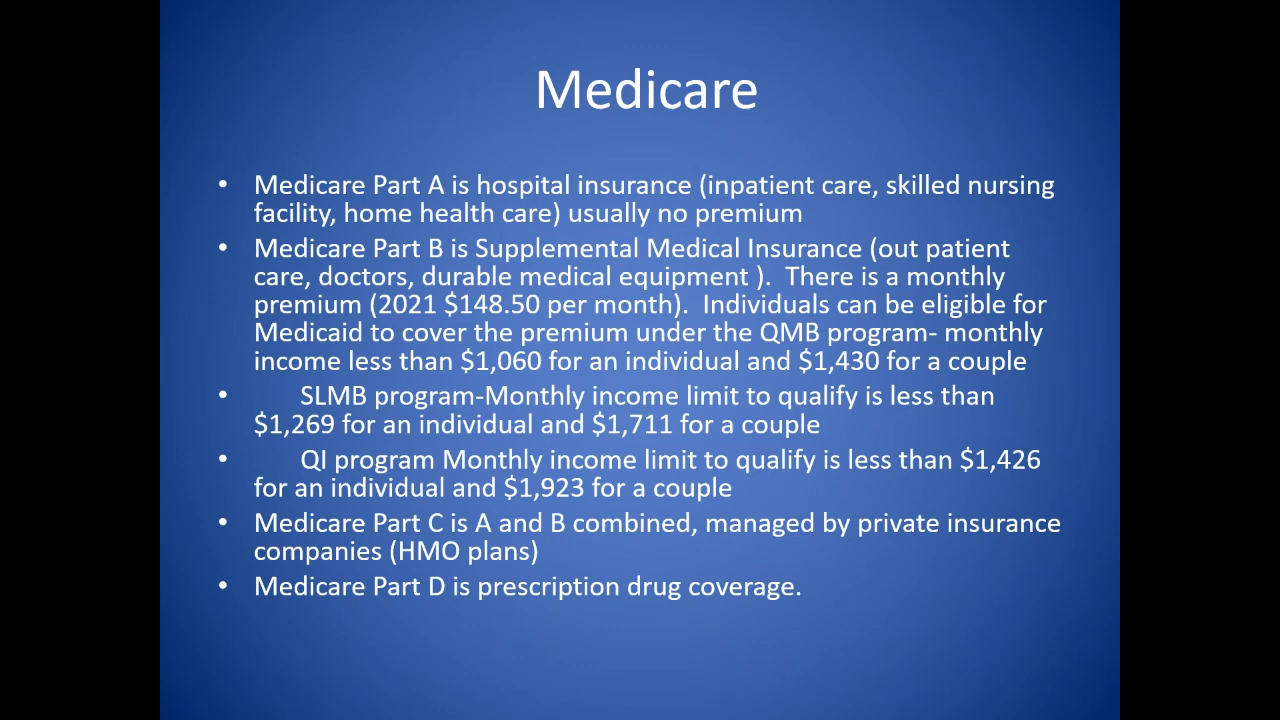 Medicare
• Medicare Part A is hospital insurance (inpatient care, skilled nursing
facility, home health care) usually no premium
• Medicare Part B is Supplemental Medical Insurance (out patient
care, doctors, durable medical equipment ).  There is a monthly
premium (2021 $148.50 per month).  Individuals can be eligible for
Medicaid to cover the premium under the QMB program- monthly
income less than $1,060 for an individual and $1,430 for a couple
• SLMB program-Monthly income limit to qualify is less than
$1,269 for an individual and $1,711 for a couple
• QI program Monthly income limit to qualify is less than $1,426
for an individual and $1,923 for a couple
• Medicare Part C is A and B combined, managed by private insurance
companies (HMO plans)
• Medicare Part D is prescription drug coverage.